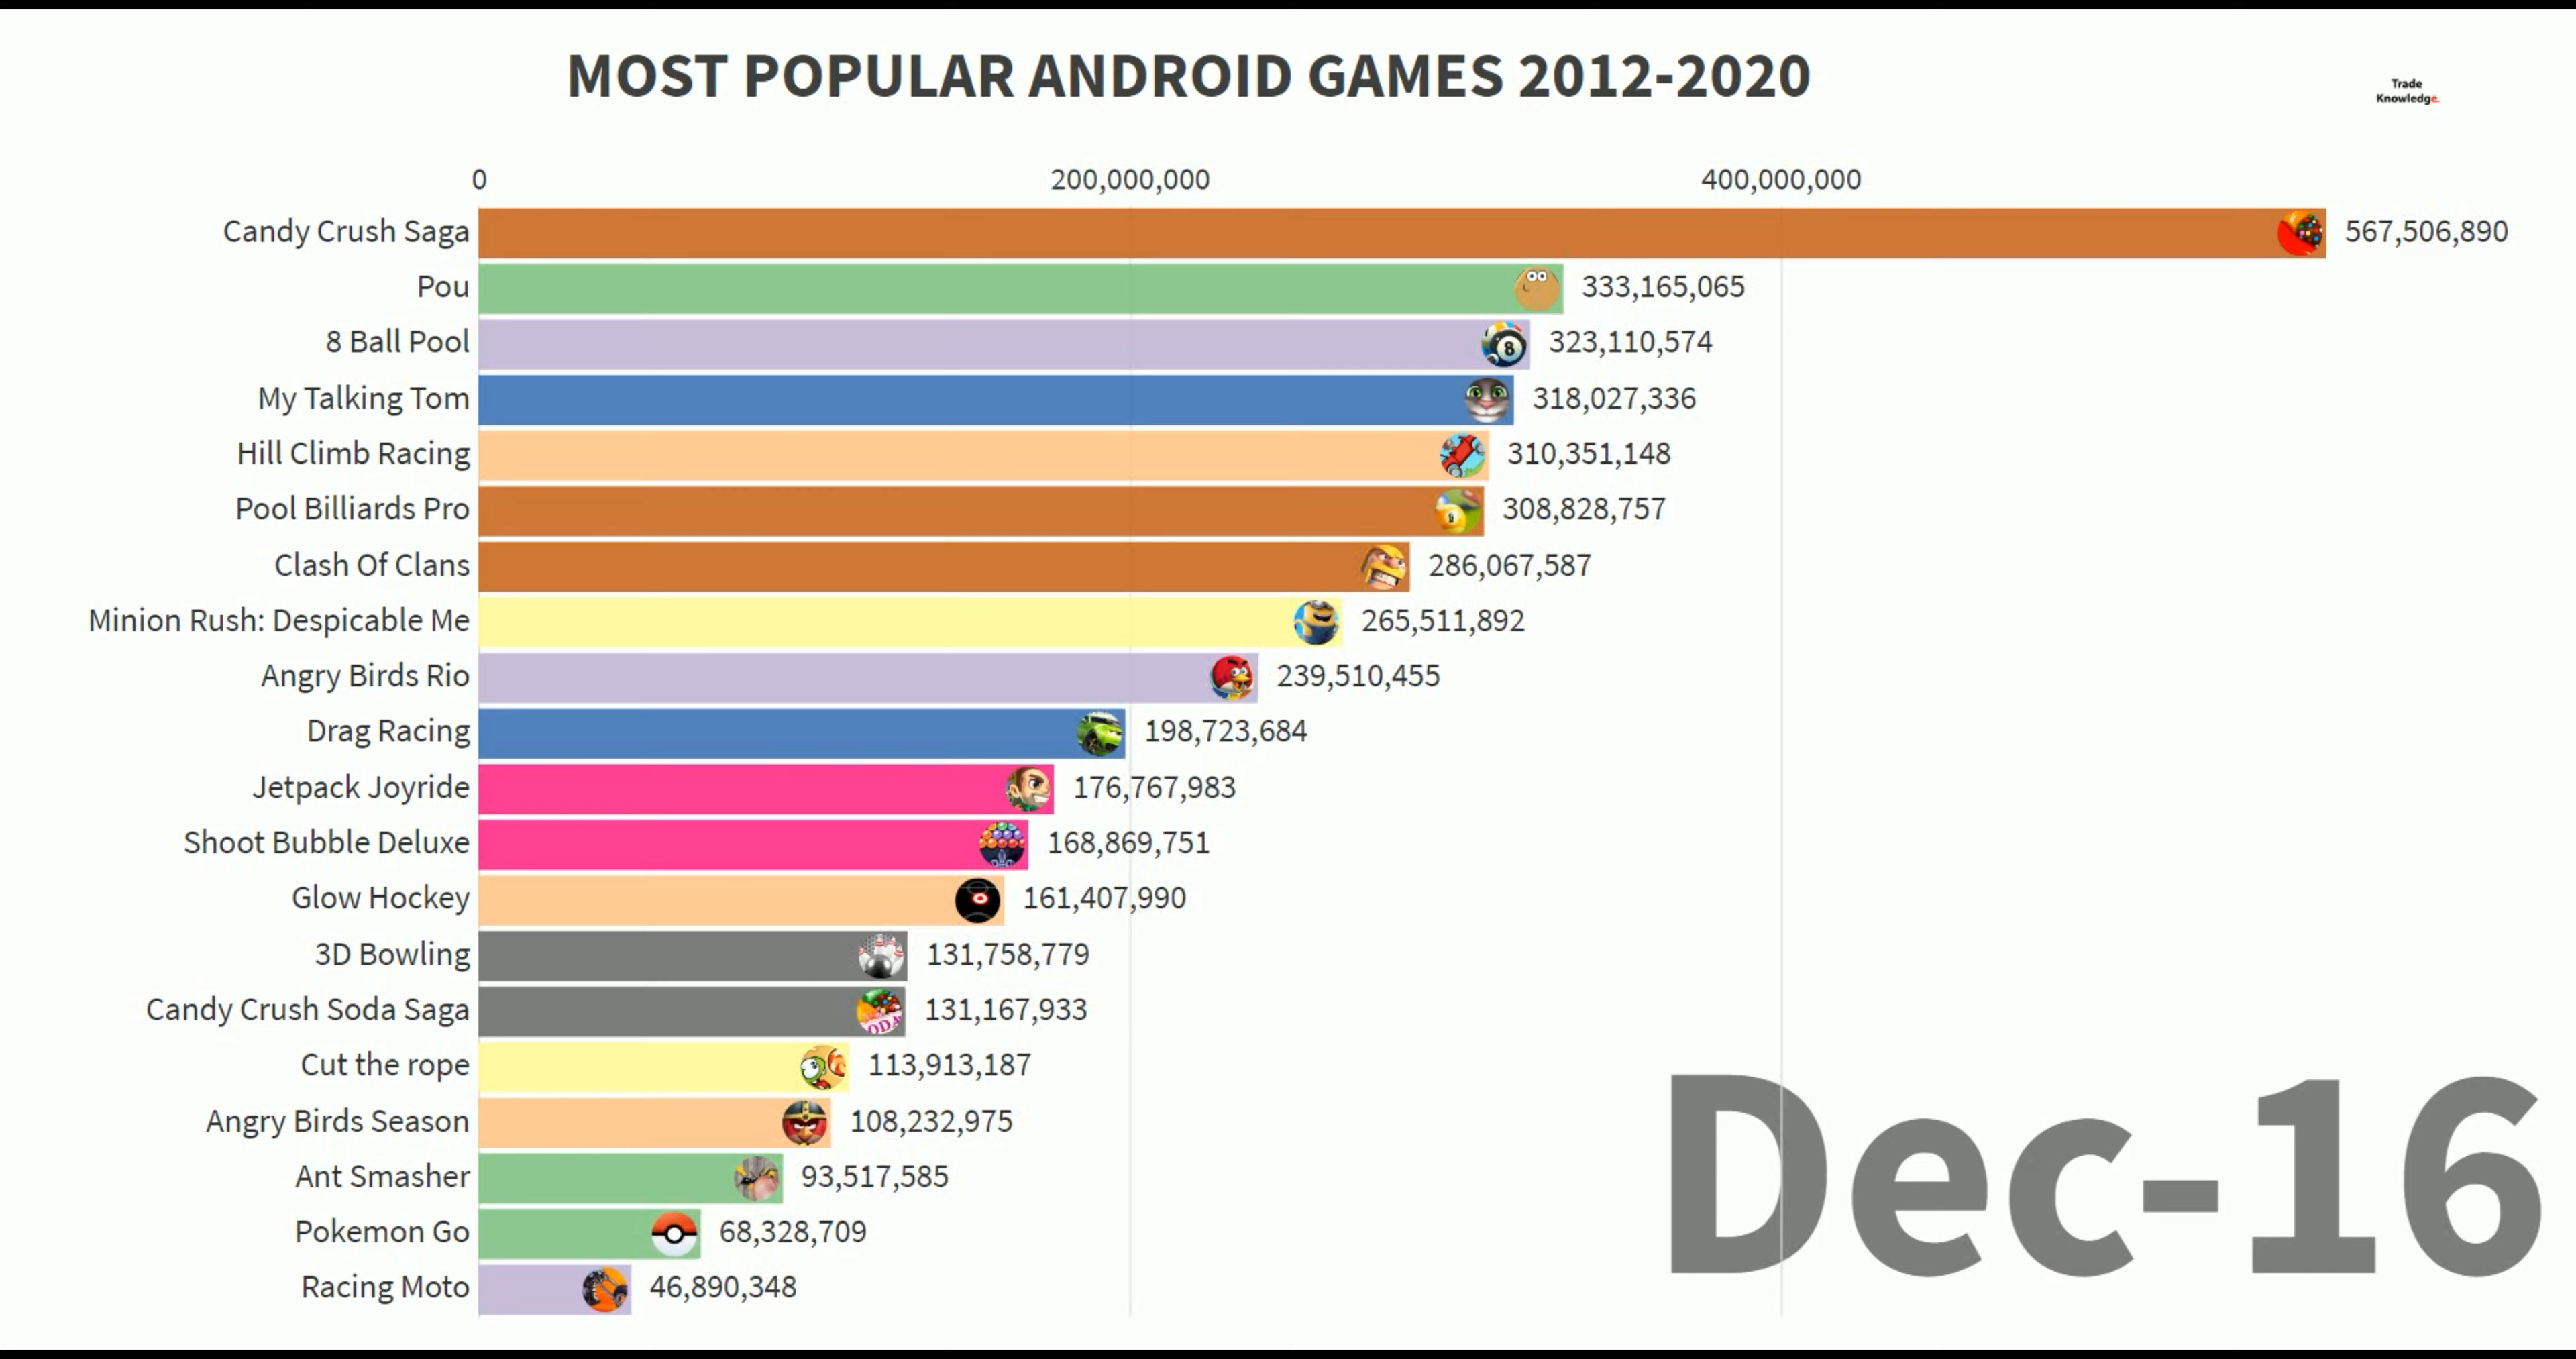 MOST POPULAR ANDROID GAMES 2012-2020
Trade
Knowledge.
0 200,000,000 400,000,000
Candy Crush Saga 567,506,890
Pou 333,165,065
8 Ball Pool 8 323,110,574
My Talking Tom 318,027,336
Hill Climb Racing 310,351,148
Pool Billiards Pro 308,828,757
Clash Of Clans 286,067,587
Minion Rush: Despicable Me 265,511,892
Angry Birds Rio 239,510,455
Drag Racing 198,723,684
Jetpack Joyride 176,767,983
Shoot Bubble Deluxe 168,869,751
Glow Hockey 161,407,990
3D Bowling 131,758,779
Candy Crush Soda Saga ODA 131,167,933
Cut the rope 113,913,187
Angry Birds Season 108,232,975
Ant Smasher 93,517,585
Pokemon Go 68,328,709
Racing Moto 46,890,348
Dec-16